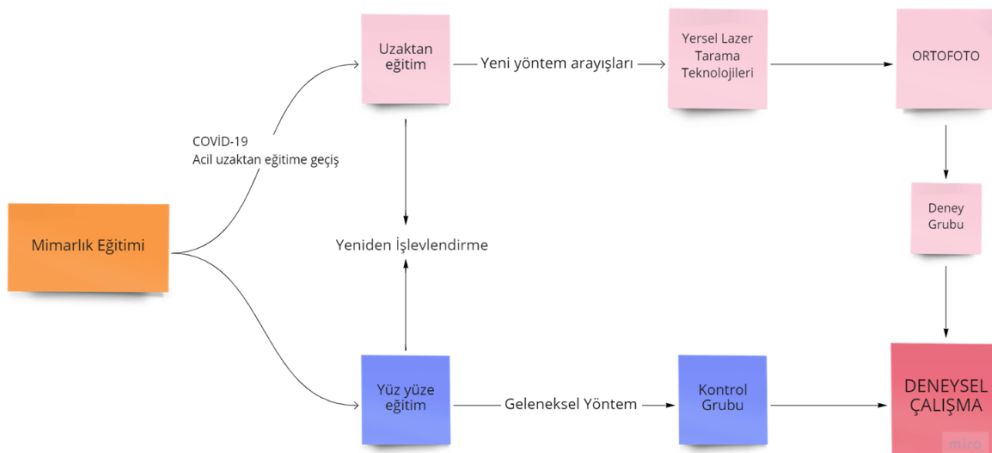 Uzaktan
eğitim
Yeni yöntem arayışları
Yersel Lazer
Tarama
Teknolojileri
ORTOFOTO
COVİD-19
Acil uzaktan eğitime geçiş
Deney
Grubu
Mimarlık Eğitimi
Yeniden İşlevlendirme
Yüz yüze
eğitim
Geleneksel Yöntem
Kontrol
Grubu
DENEYSEL
ÇALIŞMA
miro